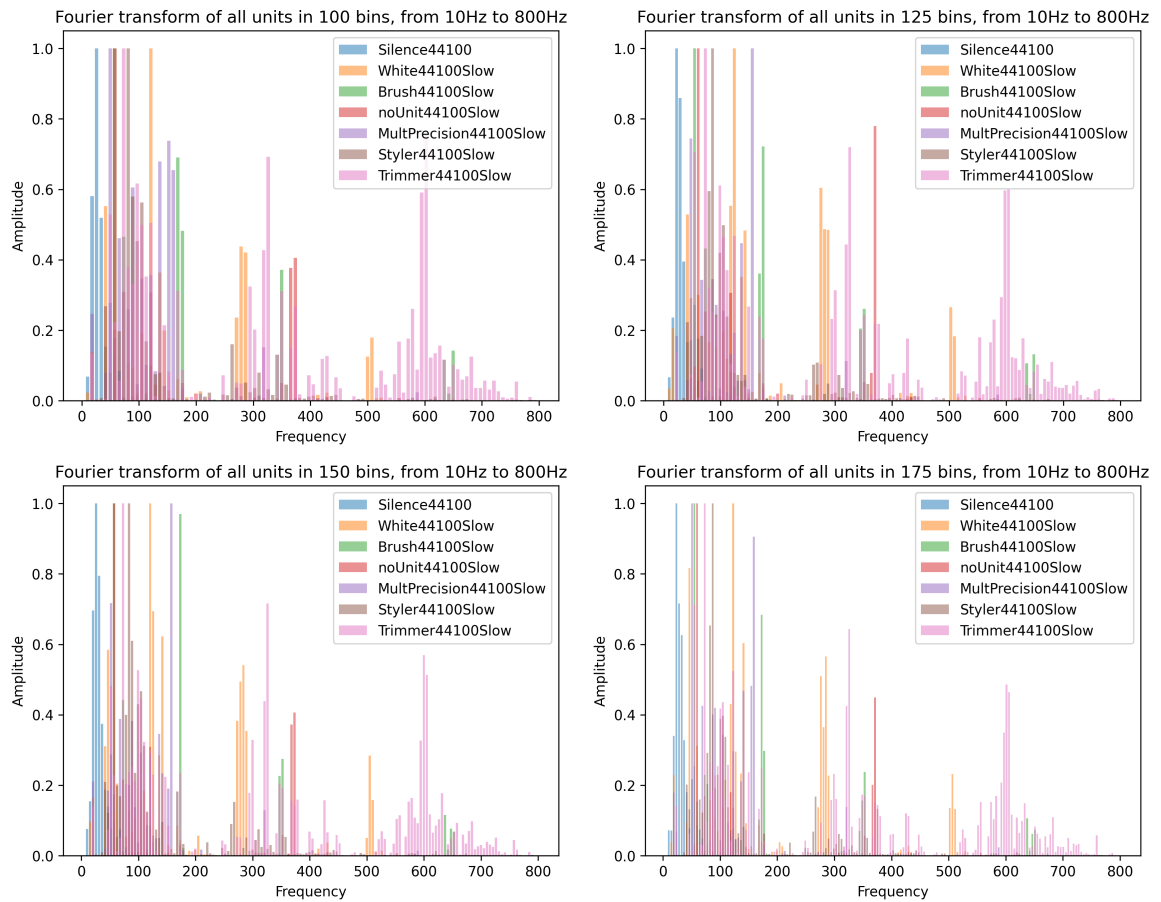 Fourier transform of all units in 100 bins, from 10Hz to 800Hz
1.0
0.8
0.6
0.4
0.2
0.0
Amplitude
0 100 200 300 400 500 600 700 800
Frequency
Silence44100
White44100Slow
Brush44100Slow
noUnit44100Slow
MultPrecision44100Slow
Styler44100Slow
Trimmer44100Slow
Fourier transform of all units in 125 bins, from 10Hz to 800Hz
1.0
0.8
0.6
0.4
0.2
0.0
Amplitude
0 100 200 300 400 500 600 700 800
Frequency
Silence44100
White44100Slow
Brush44100Slow
noUnit44100Slow
MultPrecision44100Slow
Styler44100Slow
Trimmer44100Slow
Fourier transform of all units in 150 bins, from 10Hz to 800Hz
1.0
0.8
0.6
0.4
0.2
0.0
Amplitude
0 100 200 300 400 500 600 700 800
Frequency
Silence44100
White44100Slow
Brush44100Slow
noUnit44100Slow
MultPrecision44100Slow
Styler44100Slow
Trimmer44100Slow
Fourier transform of all units in 175 bins, from 10Hz to 800Hz
1.0
0.8
0.6
0.4
0.2
0.0
Amplitude
0 100 200 300 400 500 600 700 800
Frequency
Silence44100
White44100Slow
Brush44100Slow
noUnit44100Slow
MultPrecision44100Slow
Styler44100Slow
Trimmer44100Slow